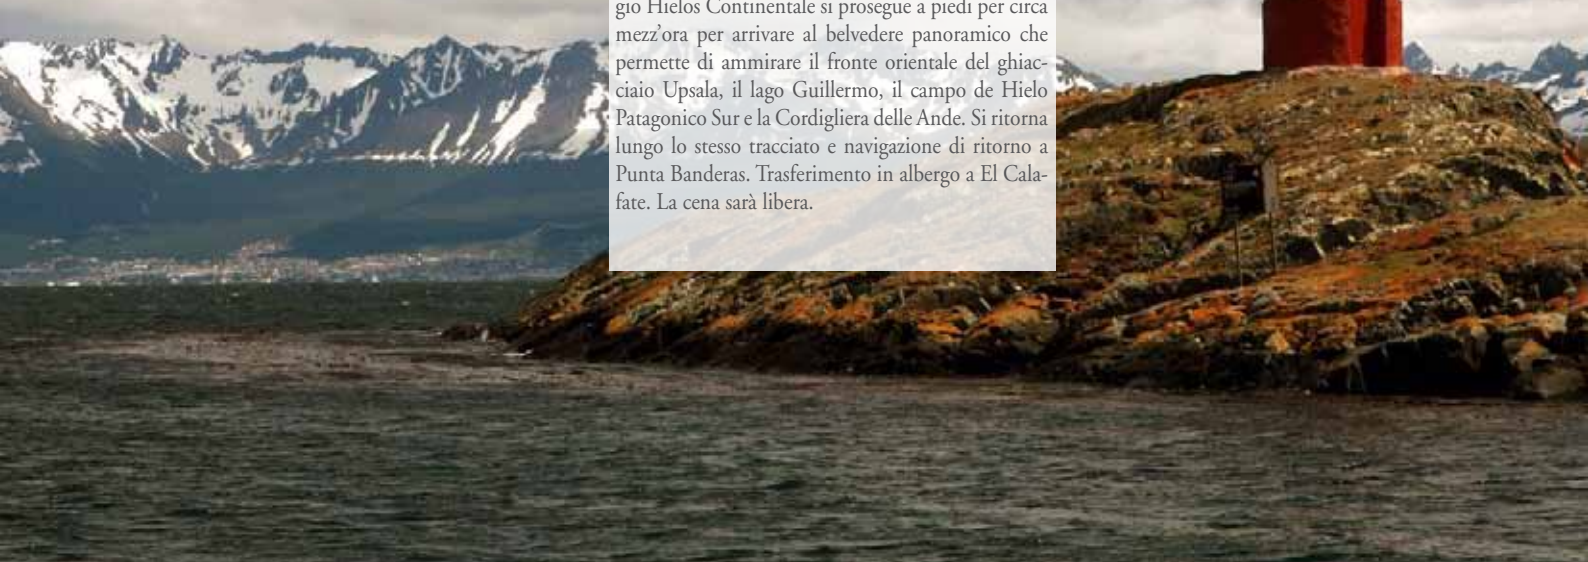 gio Hielos Continentale si prosegue a piedi per circa
mezz'ora per arrivare al belvedere panoramico che
permette di ammirare il fronte orientale del ghiac-
ciaio Upsala, il lago Guillermo, il campo de Hielo
Patagonico Sur e la Cordigliera delle Ande. Si ritorna
lungo lo stesso tracciato e navigazione di ritorno a
Punta Banderas. Trasferimento in albergo a El Cala-
fate. La cena sarà libera.